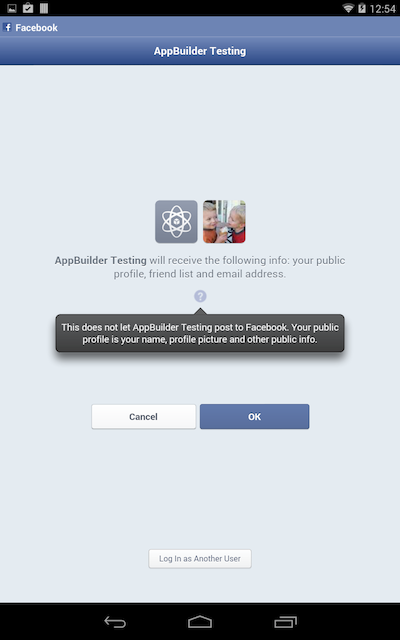 12:54
Facebook
AppBuilder Testing
AppBuilder Testing will receive the following info: your public
profile, friend list and email address.
?
This does not let AppBuilder Testing post to Facebook. Your public
profile is your name, profile picture and other public info.
Cancel
OK
Log In as Another User